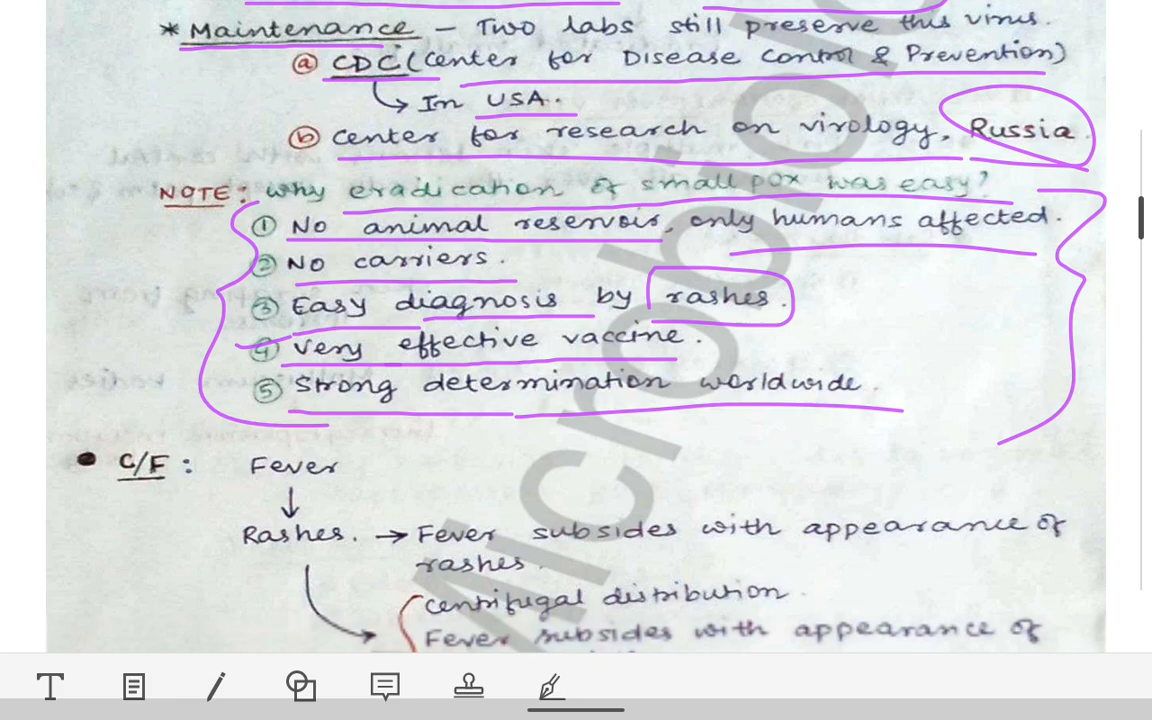 * Maintenance – Two labs still preserve this virus.
ⓐ CDC (Center for Disease Control & Prevention)
↳ In USA.
ⓑ Center for research on virology, Russia.
NOTE: Why eradication of small pox was easy?
① No animal reservoir, only humans affected.
② No carriers.
③ Easy diagnosis by rashes.
④ Very effective vaccine.
⑤ Strong determination worldwide.
• C/F : Fever
↓
Rashes. → Fever subsides with appearance of
rashes.
Centrifugal distribution.
Fever subsides with appearance of
Microbiolo
T